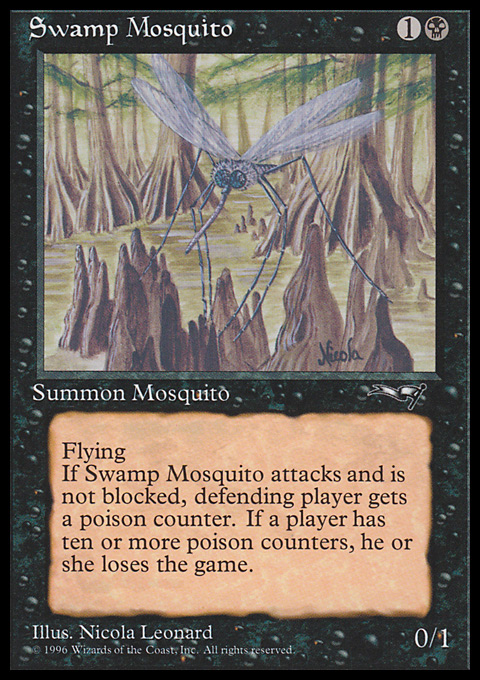 Swamp Mosquito 1
Nicola
Summon Mosquito
Flying
If Swamp Mosquito attacks and is
not blocked, defending player gets
a poison counter. If a player has
ten or more poison counters, he or
she loses the game.
Illus. Nicola Leonard
© 1996 Wizards of the Coast, Inc. All rights reserved.
0/1